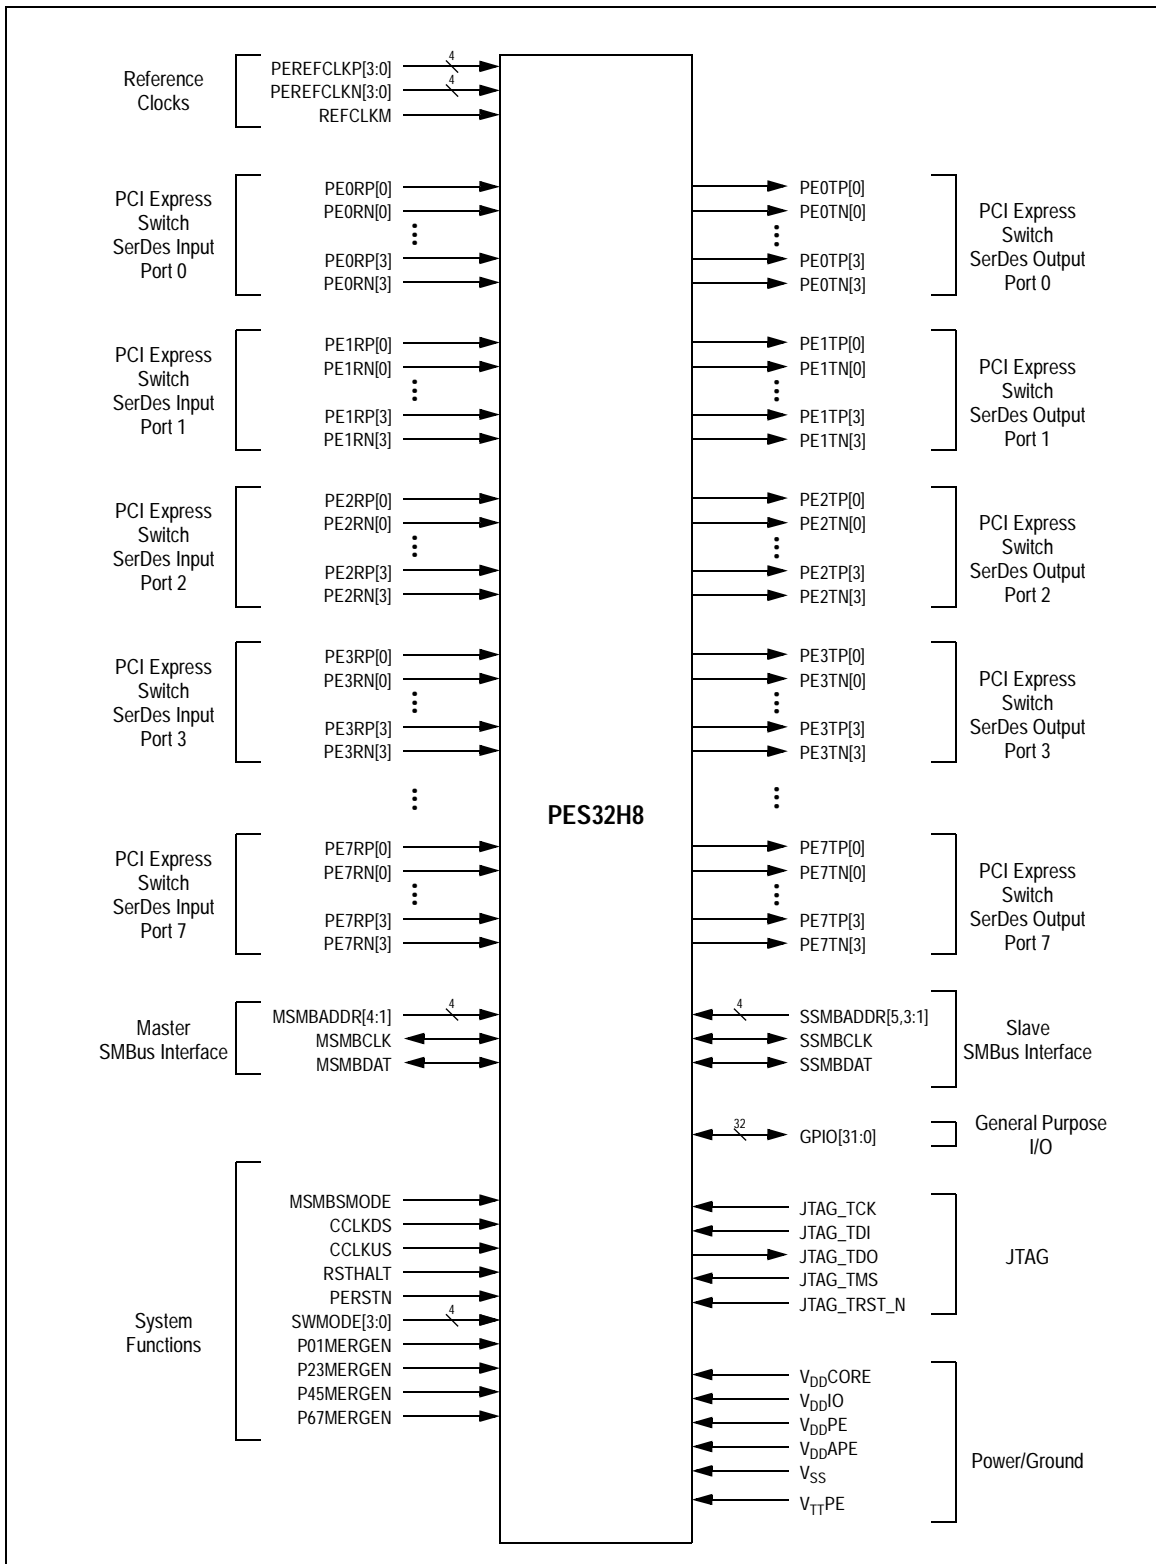 Reference
Clocks
PEREFCLKP[3:0]
4
PEREFCLKN[3:0]
4
REFCLKM
PCI Express
Switch
SerDes Input
Port 0
PE0RP[0]
PE0RN[0]
PE0RP[3]
PE0RN[3]
PCI Express
Switch
SerDes Input
Port 1
PE1RP[0]
PE1RN[0]
PE1RP[3]
PE1RN[3]
PCI Express
Switch
SerDes Input
Port 2
PE2RP[0]
PE2RN[0]
PE2RP[3]
PE2RN[3]
PCI Express
Switch
SerDes Input
Port 3
PE3RP[0]
PE3RN[0]
PE3RP[3]
PE3RN[3]
PCI Express
Switch
SerDes Input
Port 7
PE7RP[0]
PE7RN[0]
PE7RP[3]
PE7RN[3]
Master
SMBus Interface
MSMBADDR[4:1]
4
MSMBCLK
MSMBDAT
System
Functions
MSMBSMODE
CCLKDS
CCLKUS
RSTHALT
PERSTN
SWMODE[3:0]
4
P01MERGEN
P23MERGEN
P45MERGEN
P67MERGEN
PES32H8
PE0TP[0]
PE0TN[0]
PE0TP[3]
PE0TN[3]
PCI Express
Switch
SerDes Output
Port 0
PE1TP[0]
PE1TN[0]
PE1TP[3]
PE1TN[3]
PCI Express
Switch
SerDes Output
Port 1
PE2TP[0]
PE2TN[0]
PE2TP[3]
PE2TN[3]
PCI Express
Switch
SerDes Output
Port 2
PE3TP[0]
PE3TN[0]
PE3TP[3]
PE3TN[3]
PCI Express
Switch
SerDes Output
Port 3
PE7TP[0]
PE7TN[0]
PE7TP[3]
PE7TN[3]
PCI Express
Switch
SerDes Output
Port 7
4
SSMBADDR[5,3:1]
SSMBCLK
SSMBDAT
Slave
SMBus Interface
32
GPIO[31:0]
General Purpose
I/O
JTAG_TCK
JTAG_TDI
JTAG_TDO
JTAG_TMS
JTAG_TRST_N
JTAG
VDDCORE
VDDIO
VDDPE
VDDAPE
VSS
VTTPE
Power/Ground